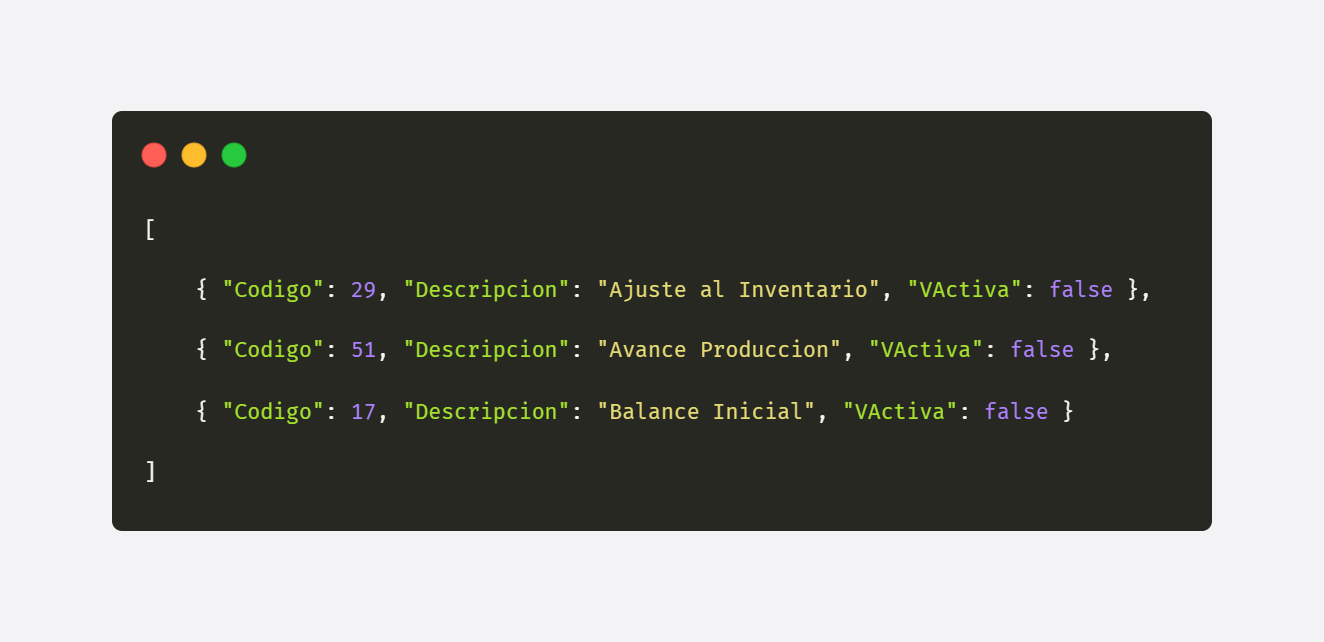 [
{ "Codigo": 29, "Descripcion": "Ajuste al Inventario", "VActiva": false },
{ "Codigo": 51, "Descripcion": "Avance Produccion", "VActiva": false },
{ "Codigo": 17, "Descripcion": "Balance Inicial", "VActiva": false }
]